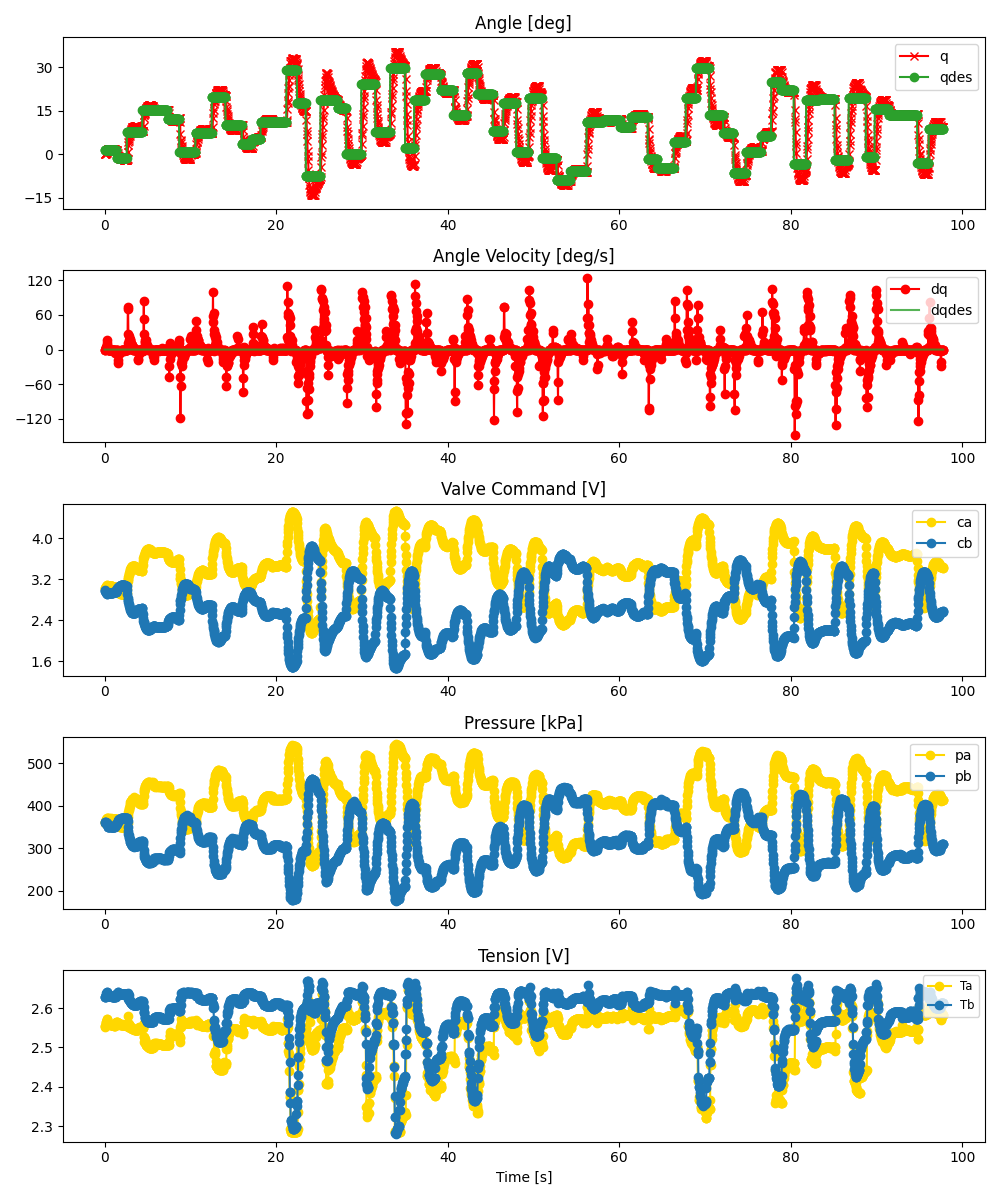 Angle [deg]
30
15
0
−15
q
qdes
0 20 40 60 80 100
Angle Velocity [deg/s]
120
60
0
−60
−120
dq
dqdes
0 20 40 60 80 100
Valve Command [V]
4.0
3.2
2.4
1.6
ca
cb
0 20 40 60 80 100
Pressure [kPa]
500
400
300
200
pa
pb
0 20 40 60 80 100
Tension [V]
2.6
2.5
2.4
2.3
Ta
Tb
0 20 40 60 80 100
Time [s]